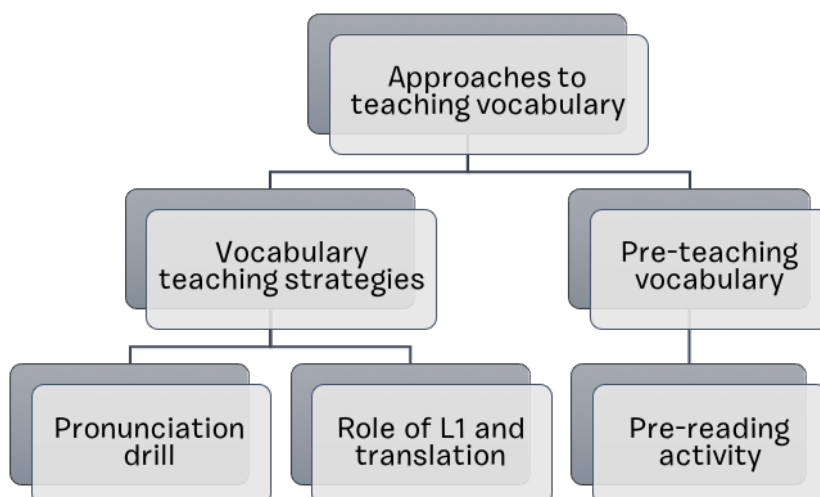 Approaches to
teaching vocabulary
Vocabulary
teaching strategies
Pre-teaching
vocabulary
Pronunciation
drill
Role of L1 and
translation
Pre-reading
activity